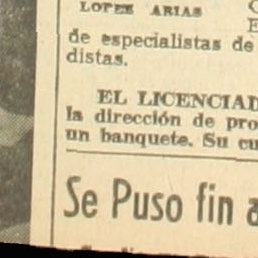 LOPEZ ARIAS
de especialistas de
distas.
EL LICENCIAD
la dirección de pro
un banquete. Su cu
Se Puso fin a